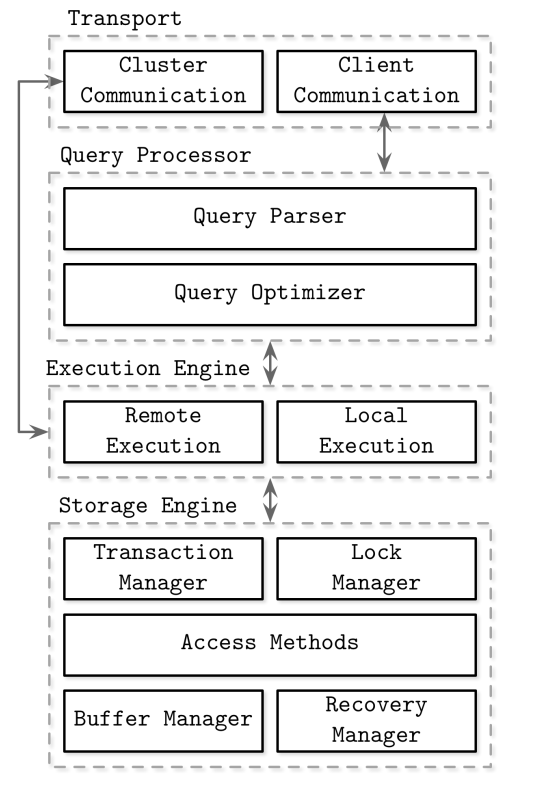 Transport
Cluster
Communication
Client
Communication
Query Processor
Query Parser
Query Optimizer
Execution Engine
Remote
Execution
Local
Execution
Storage Engine
Transaction
Manager
Lock
Manager
Access Methods
Buffer Manager
Recovery
Manager